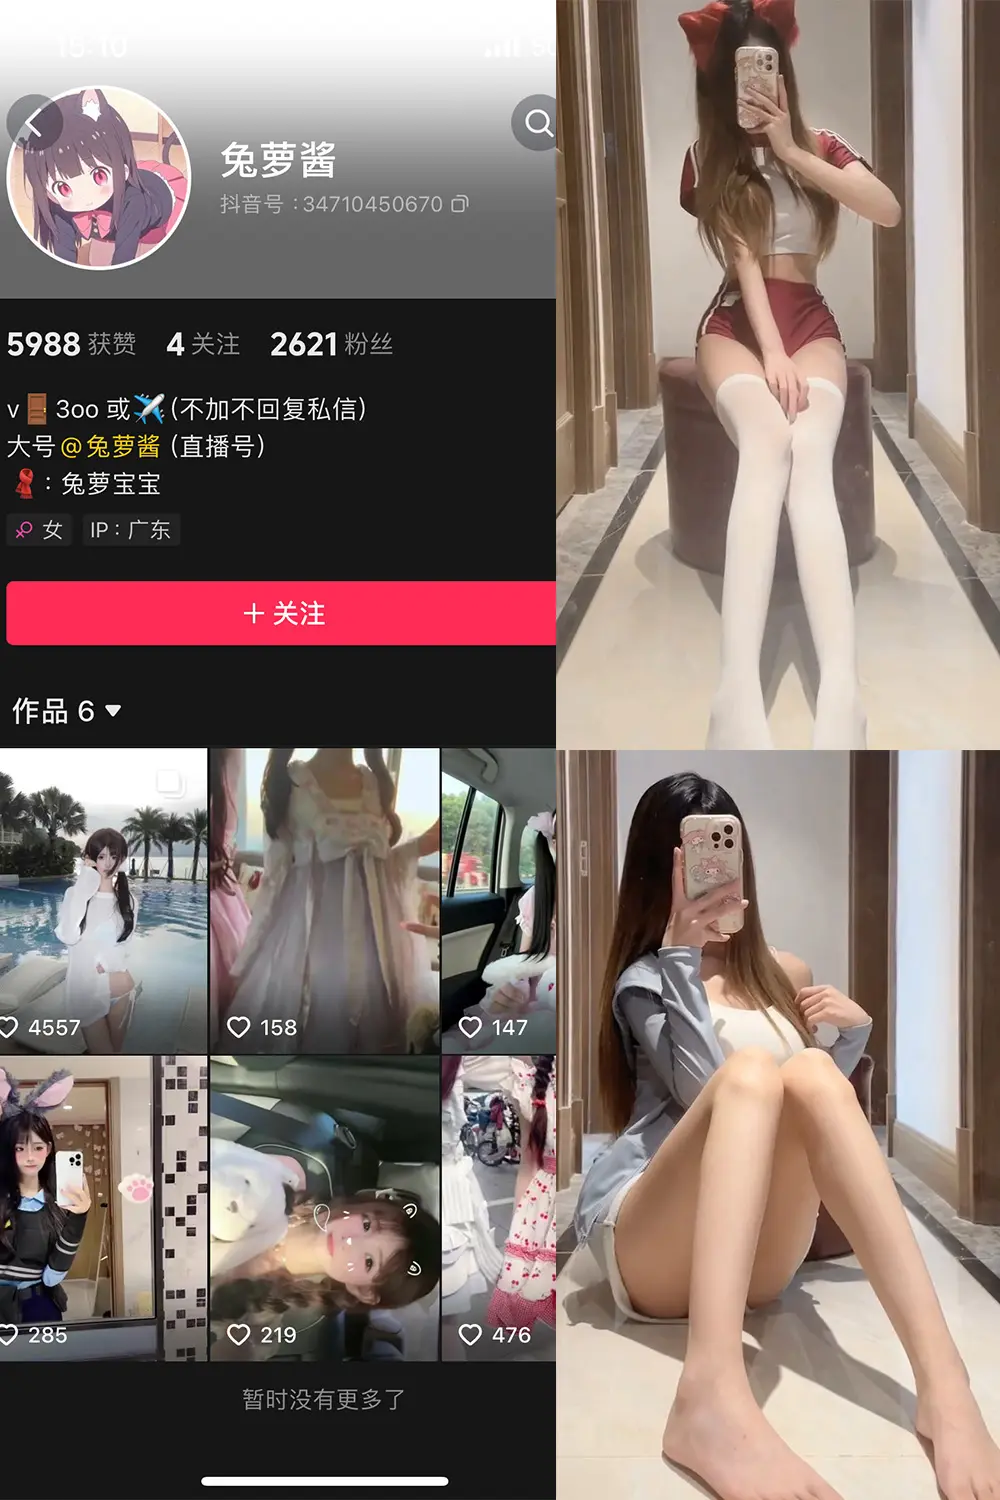 15:10
兔萝酱
抖音号：34710450670
5988 获赞 4 关注 2621 粉丝
v🚪3oo 或✈️(不加不回复私信)
大号@兔萝酱 (直播号)
🧣：兔萝宝宝
女 IP：广东
+ 关注
作品 6
4557 158 147
285 219 476
暂时没有更多了